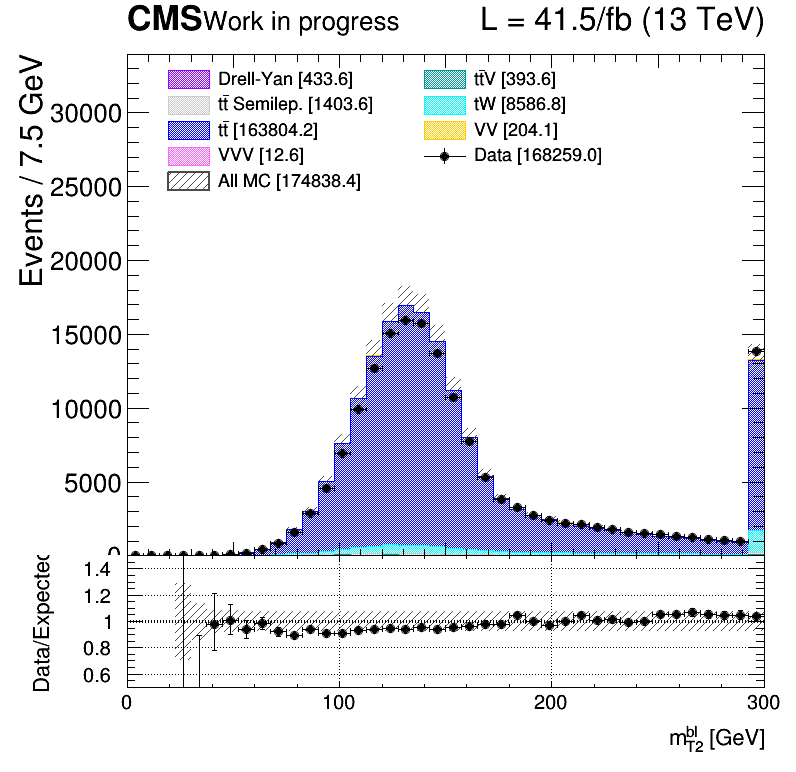 CMS Work in progress L = 41.5/fb (13 TeV)
Events / 7.5 GeV
Drell-Yan [433.6]
tt̄ Semilep. [1403.6]
tt̄ [163804.2]
VVV [12.6]
All MC [174838.4]
tt̄V [393.6]
tW [8586.8]
VV [204.1]
Data [168259.0]
30000
25000
20000
15000
10000
5000
0
Data/Expected
1.4
1.2
1
0.8
0.6
0 100 200 300
m_{T2}^{bl} [GeV]